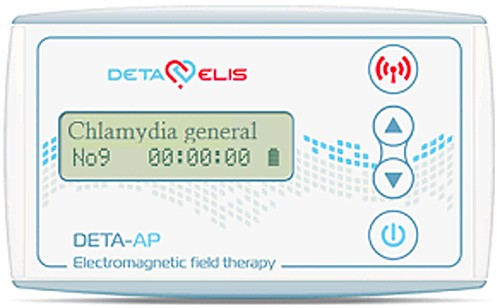 DETA ELIS
Chlamydia general
No9 00:00:00
DETA-AP
Electromagnetic field therapy